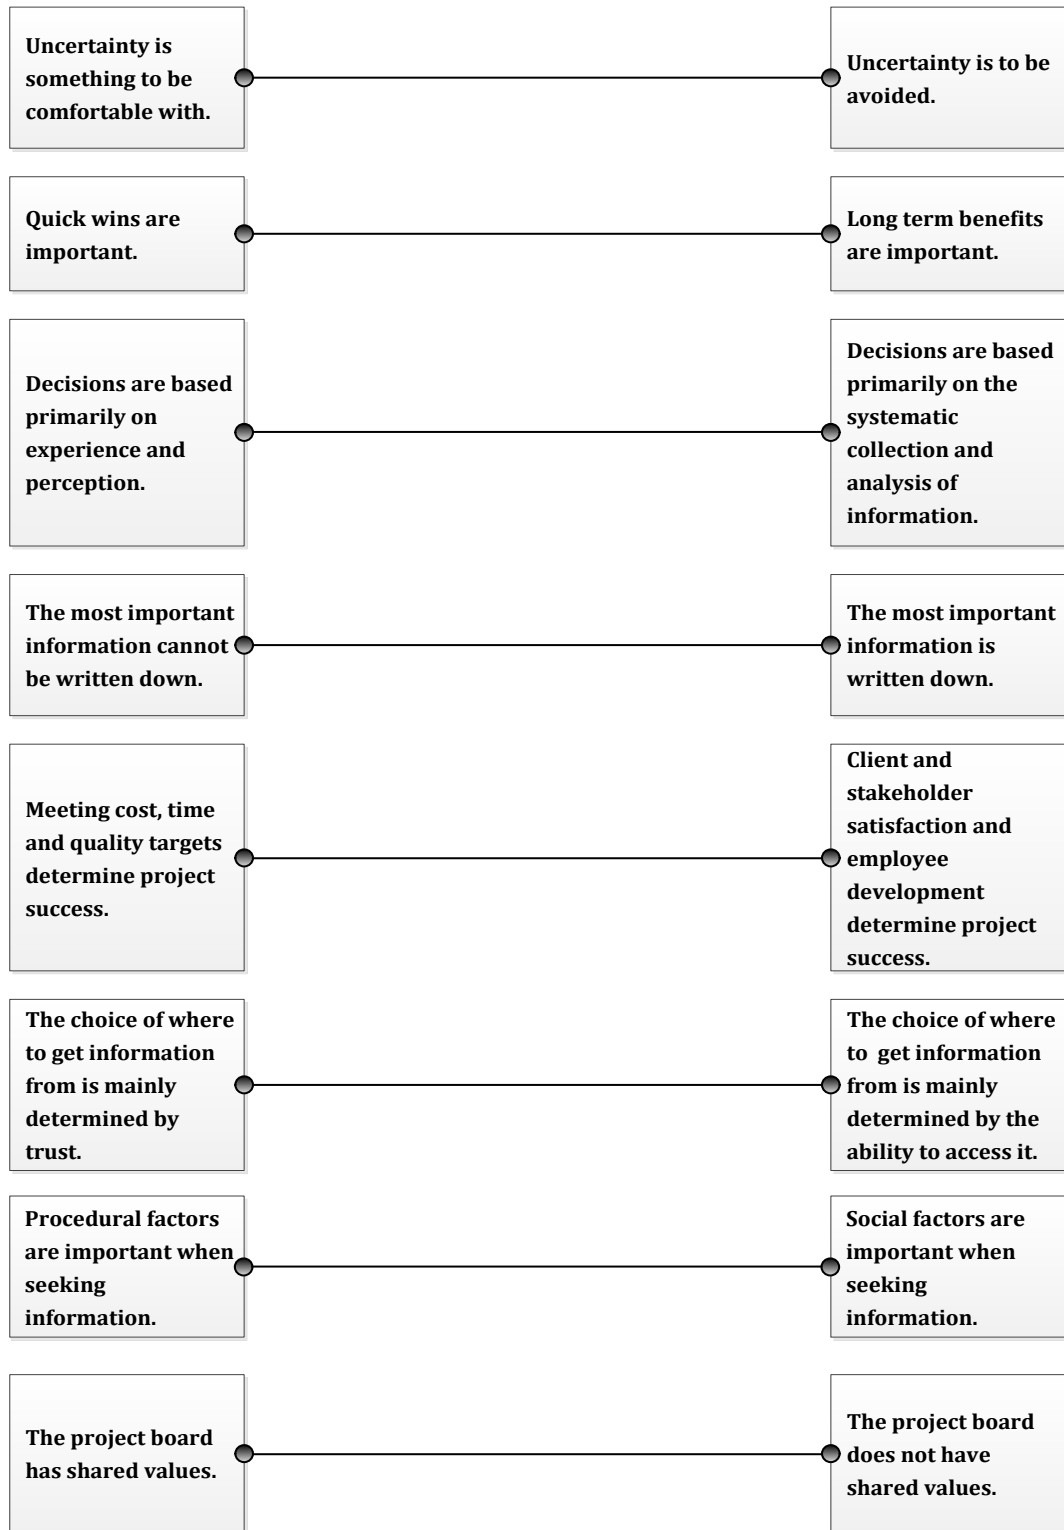 Uncertainty is
something to be
comfortable with.
Uncertainty is to be
avoided.
Quick wins are
important.
Long term benefits
are important.
Decisions are based
primarily on
experience and
perception.
Decisions are based
primarily on the
systematic
collection and
analysis of
information.
The most important
information cannot
be written down.
The most important
information is
written down.
Meeting cost, time
and quality targets
determine project
success.
Client and
stakeholder
satisfaction and
employee
development
determine project
success.
The choice of where
to get information
from is mainly
determined by
trust.
The choice of where
to  get information
from is mainly
determined by the
ability to access it.
Procedural factors
are important when
seeking
information.
Social factors are
important when
seeking
information.
The project board
has shared values.
The project board
does not have
shared values.